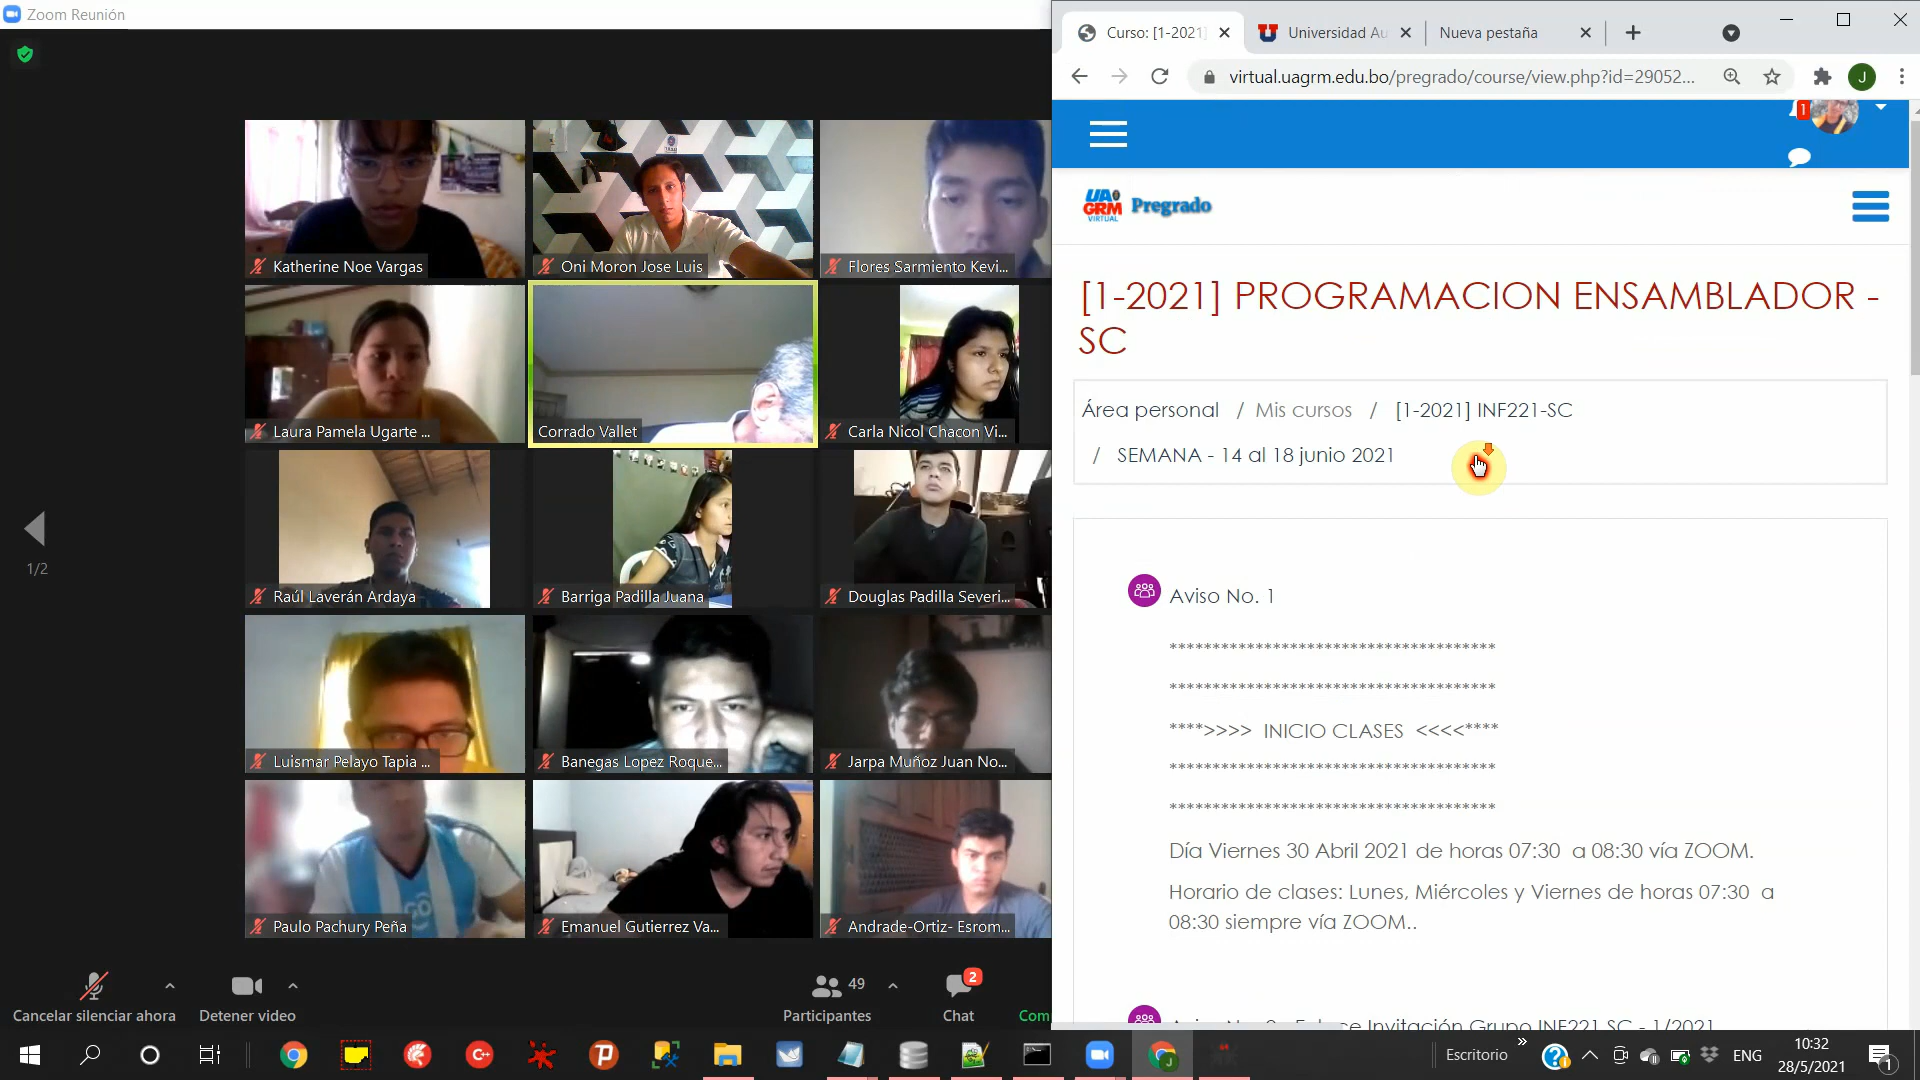 Zoom Reunión
Katherine Noe Vargas
Oni Moron Jose Luis
Flores Sarmiento Kevi...
Laura Pamela Ugarte ...
Corrado Vallet
Carla Nicol Chacon Vi...
Raúl Laverán Ardaya
Barriga Padilla Juana
Douglas Padilla Severi...
Luismar Pelayo Tapia ...
Banegas Lopez Roque...
Jarpa Muñoz Juan No...
Paulo Pachury Peña
Emanuel Gutierrez Va...
Andrade-Ortiz- Esrom...
1/2
Cancelar silenciar ahora
Detener video
49
Participantes
2
Chat
Com
Curso: [1-2021]
Universidad Au
Nueva pestaña
virtual.uagrm.edu.bo/pregrado/course/view.php?id=29052...
J
1
UAGRM VIRTUAL Pregrado
[1-2021] PROGRAMACION ENSAMBLADOR -
SC
Área personal / Mis cursos / [1-2021] INF221-SC
/ SEMANA - 14 al 18 junio 2021
Aviso No. 1
**************************************
**************************************
****>>>> INICIO CLASES <<<<****
**************************************
**************************************
Día Viernes 30 Abril 2021 de horas 07:30 a 08:30 vía ZOOM.
Horario de clases: Lunes, Miércoles y Viernes de horas 07:30 a
08:30 siempre vía ZOOM..
Escritorio
»
ENG
10:32
28/5/2021
1